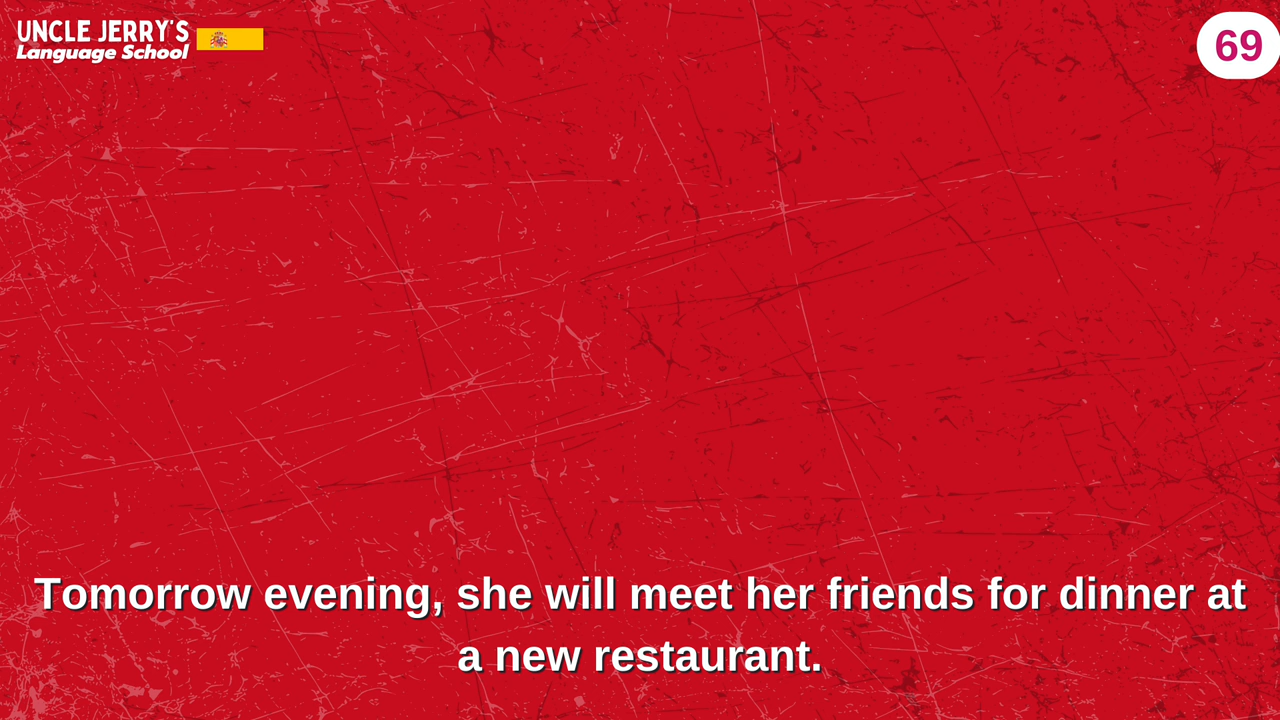 UNCLE JERRY'S
Language School
69
Tomorrow evening, she will meet her friends for dinner at
a new restaurant.